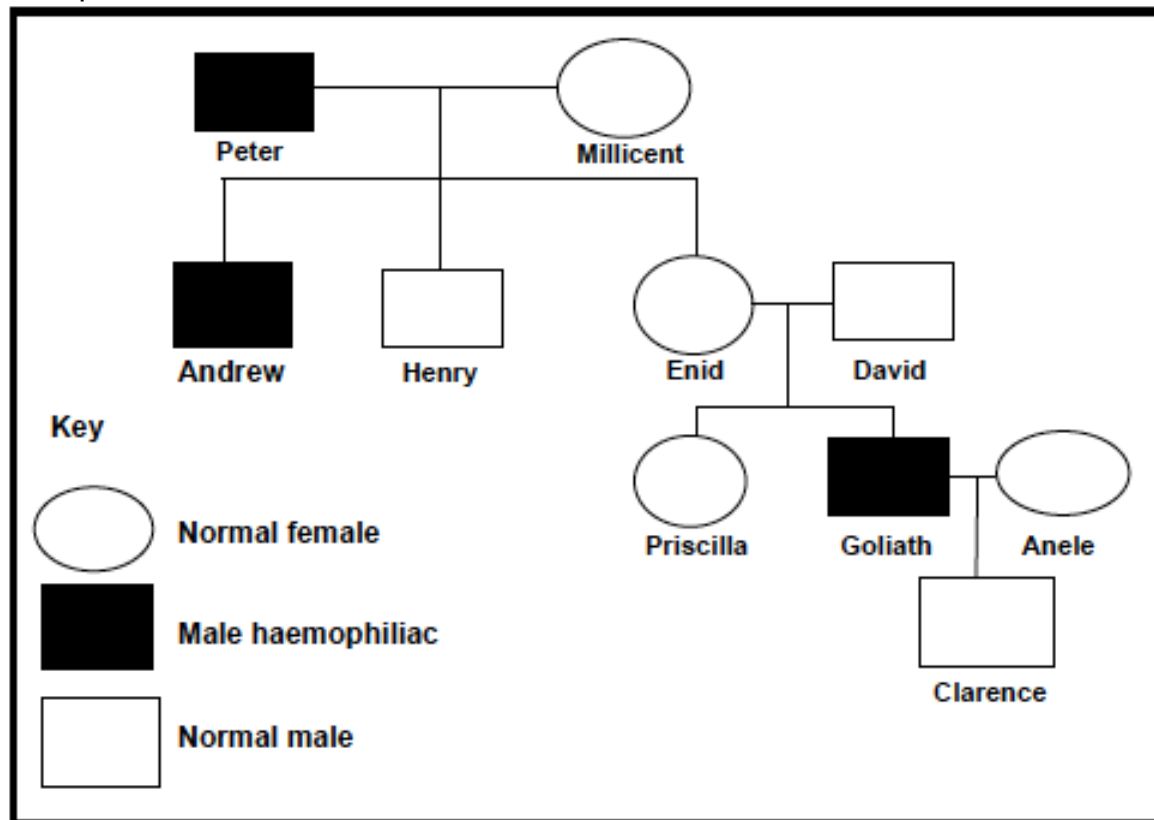 Peter
Millicent
Andrew
Henry
Enid
David
Key
Normal female
Priscilla
Goliath
Anele
Male haemophiliac
Clarence
Normal male